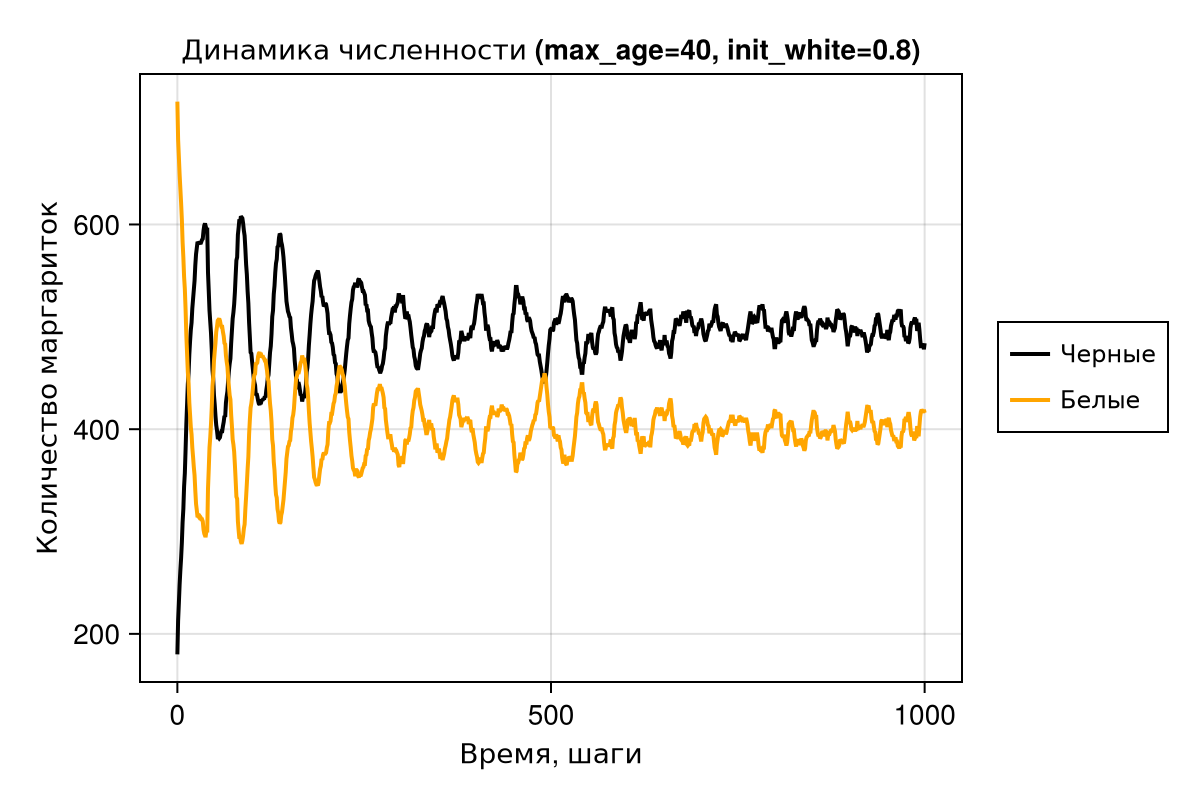 Динамика численности (max_age=40, init_white=0.8)
Количество маргариток
600
400
200
0
500
1000
Время, шаги
Черные
Белые